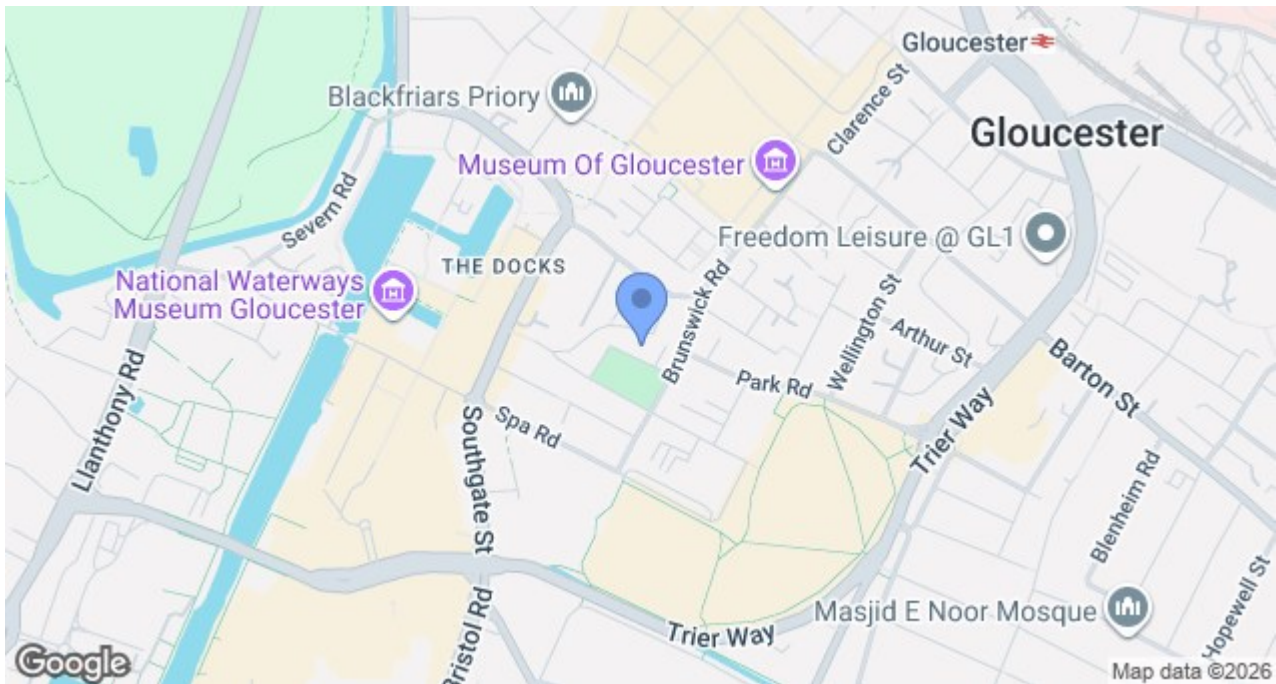 Gloucester
Blackfriars Priory
Clarence St
Gloucester
Museum Of Gloucester
Severn Rd
Freedom Leisure @ GL1
THE DOCKS
National Waterways
Museum Gloucester
Brunswick Rd
Wellington St
Arthur St
Barton St
Llanthony Rd
Park Rd
Spa Rd
Southgate St
Trier Way
Blenheim Rd
Masjid E Noor Mosque
Hopewell St
Trier Way
Bristol Rd
Google
Map data ©2026